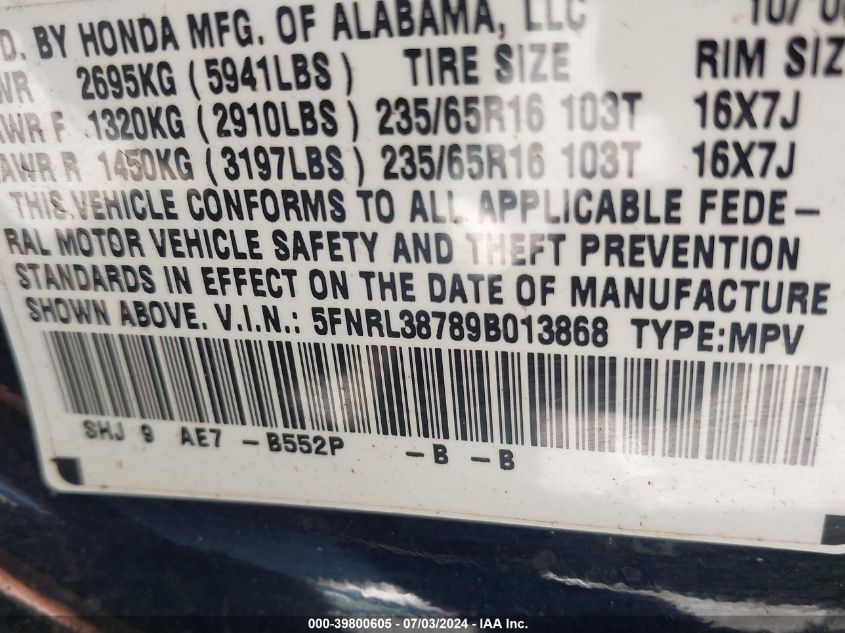 D. BY HONDA MFG. OF ALABAMA, LLC 10/
WR 2695KG (5941LBS) TIRE SIZE RIM SIZ
AWR F 1320KG (2910LBS) 235/65R16 103T 16X7J
AWR R 1450KG (3197LBS) 235/65R16 103T 16X7J
THIS VEHICLE CONFORMS TO ALL APPLICABLE FEDE–
RAL MOTOR VEHICLE SAFETY AND THEFT PREVENTION
STANDARDS IN EFFECT ON THE DATE OF MANUFACTURE
SHOWN ABOVE. V.I.N.: 5FNRL38789B013868 TYPE:MPV
SHJ 9 AE7 –B552P –B –B
000-39800605 - 07/03/2024 - IAA Inc.